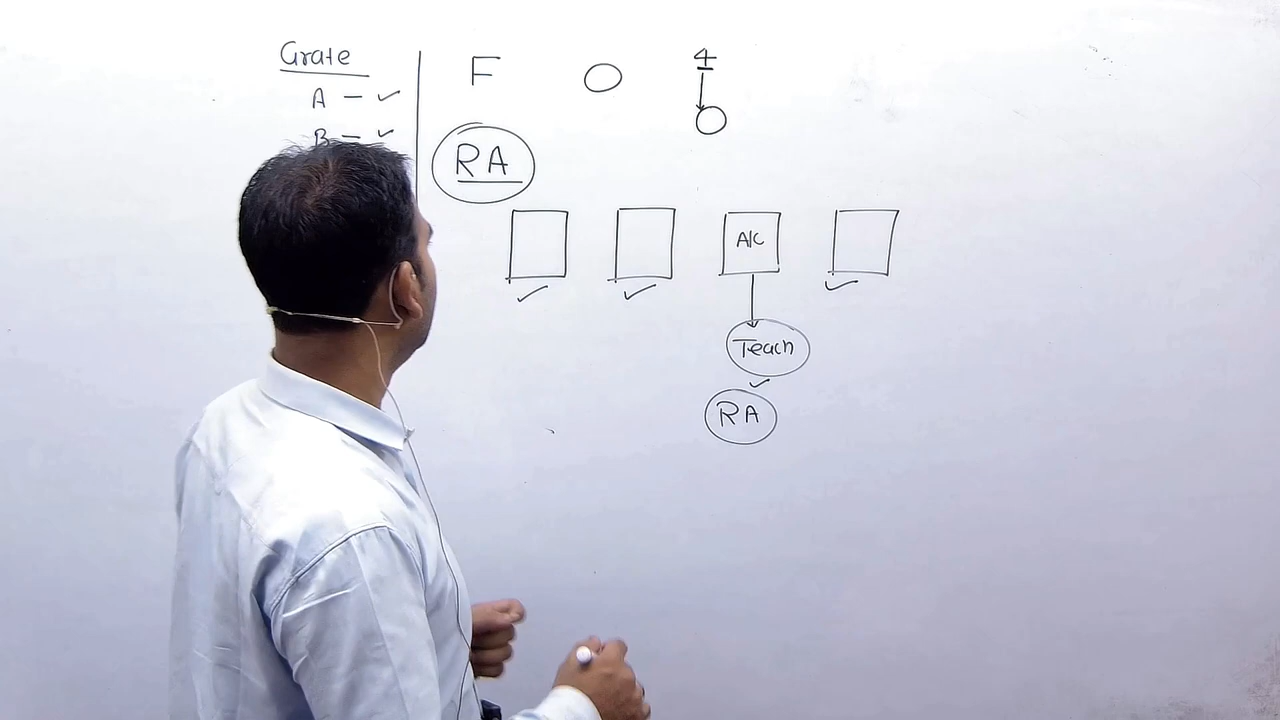 Grate
A - ✓
B - ✓
F O 4
O
RA
A/C
✓ ✓ ✓
Teach
✓
RA